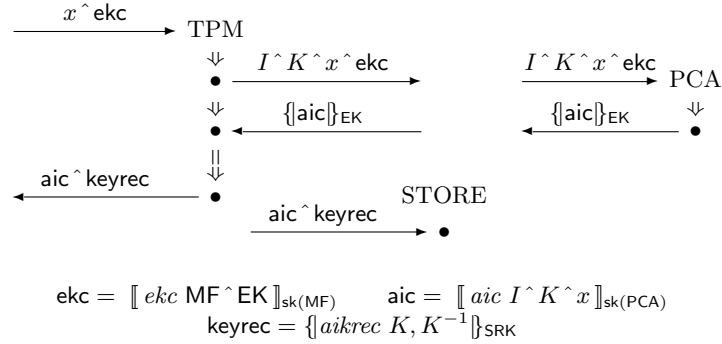 x ˆ ekc TPM
I ˆ K ˆ x ˆ ekc I ˆ K ˆ x ˆ ekc PCA
{|aic|}EK {|aic|}EK
aic ˆ keyrec STORE
aic ˆ keyrec
ekc = ⟦ ekc MF ˆ EK ⟧sk(MF) aic = ⟦ aic I ˆ K ˆ x ⟧sk(PCA)
keyrec = {|aikrec K, K⁻¹|}SRK